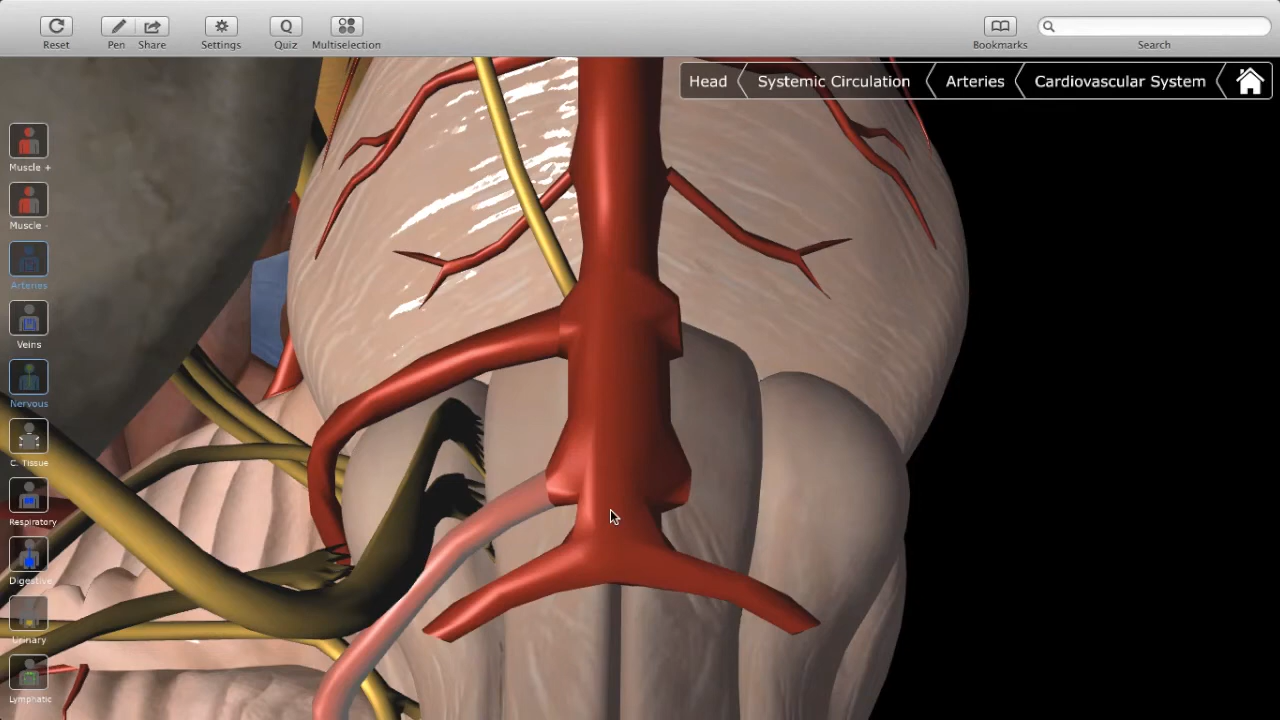 Reset
Pen
Share
Settings
Quiz
Multiselection
Bookmarks
Search
Head
Systemic Circulation
Arteries
Cardiovascular System
Muscle +
Muscle -
Arteries
Veins
Nervous
C. Tissue
Respiratory
Digestive
Urinary
Lymphatic